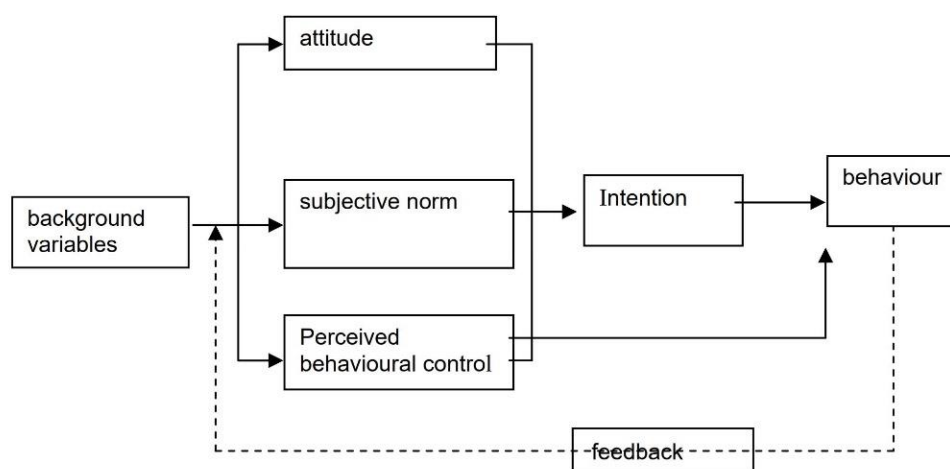 attitude
background
variables
subjective norm
Perceived
behavioural control
Intention
behaviour
feedback